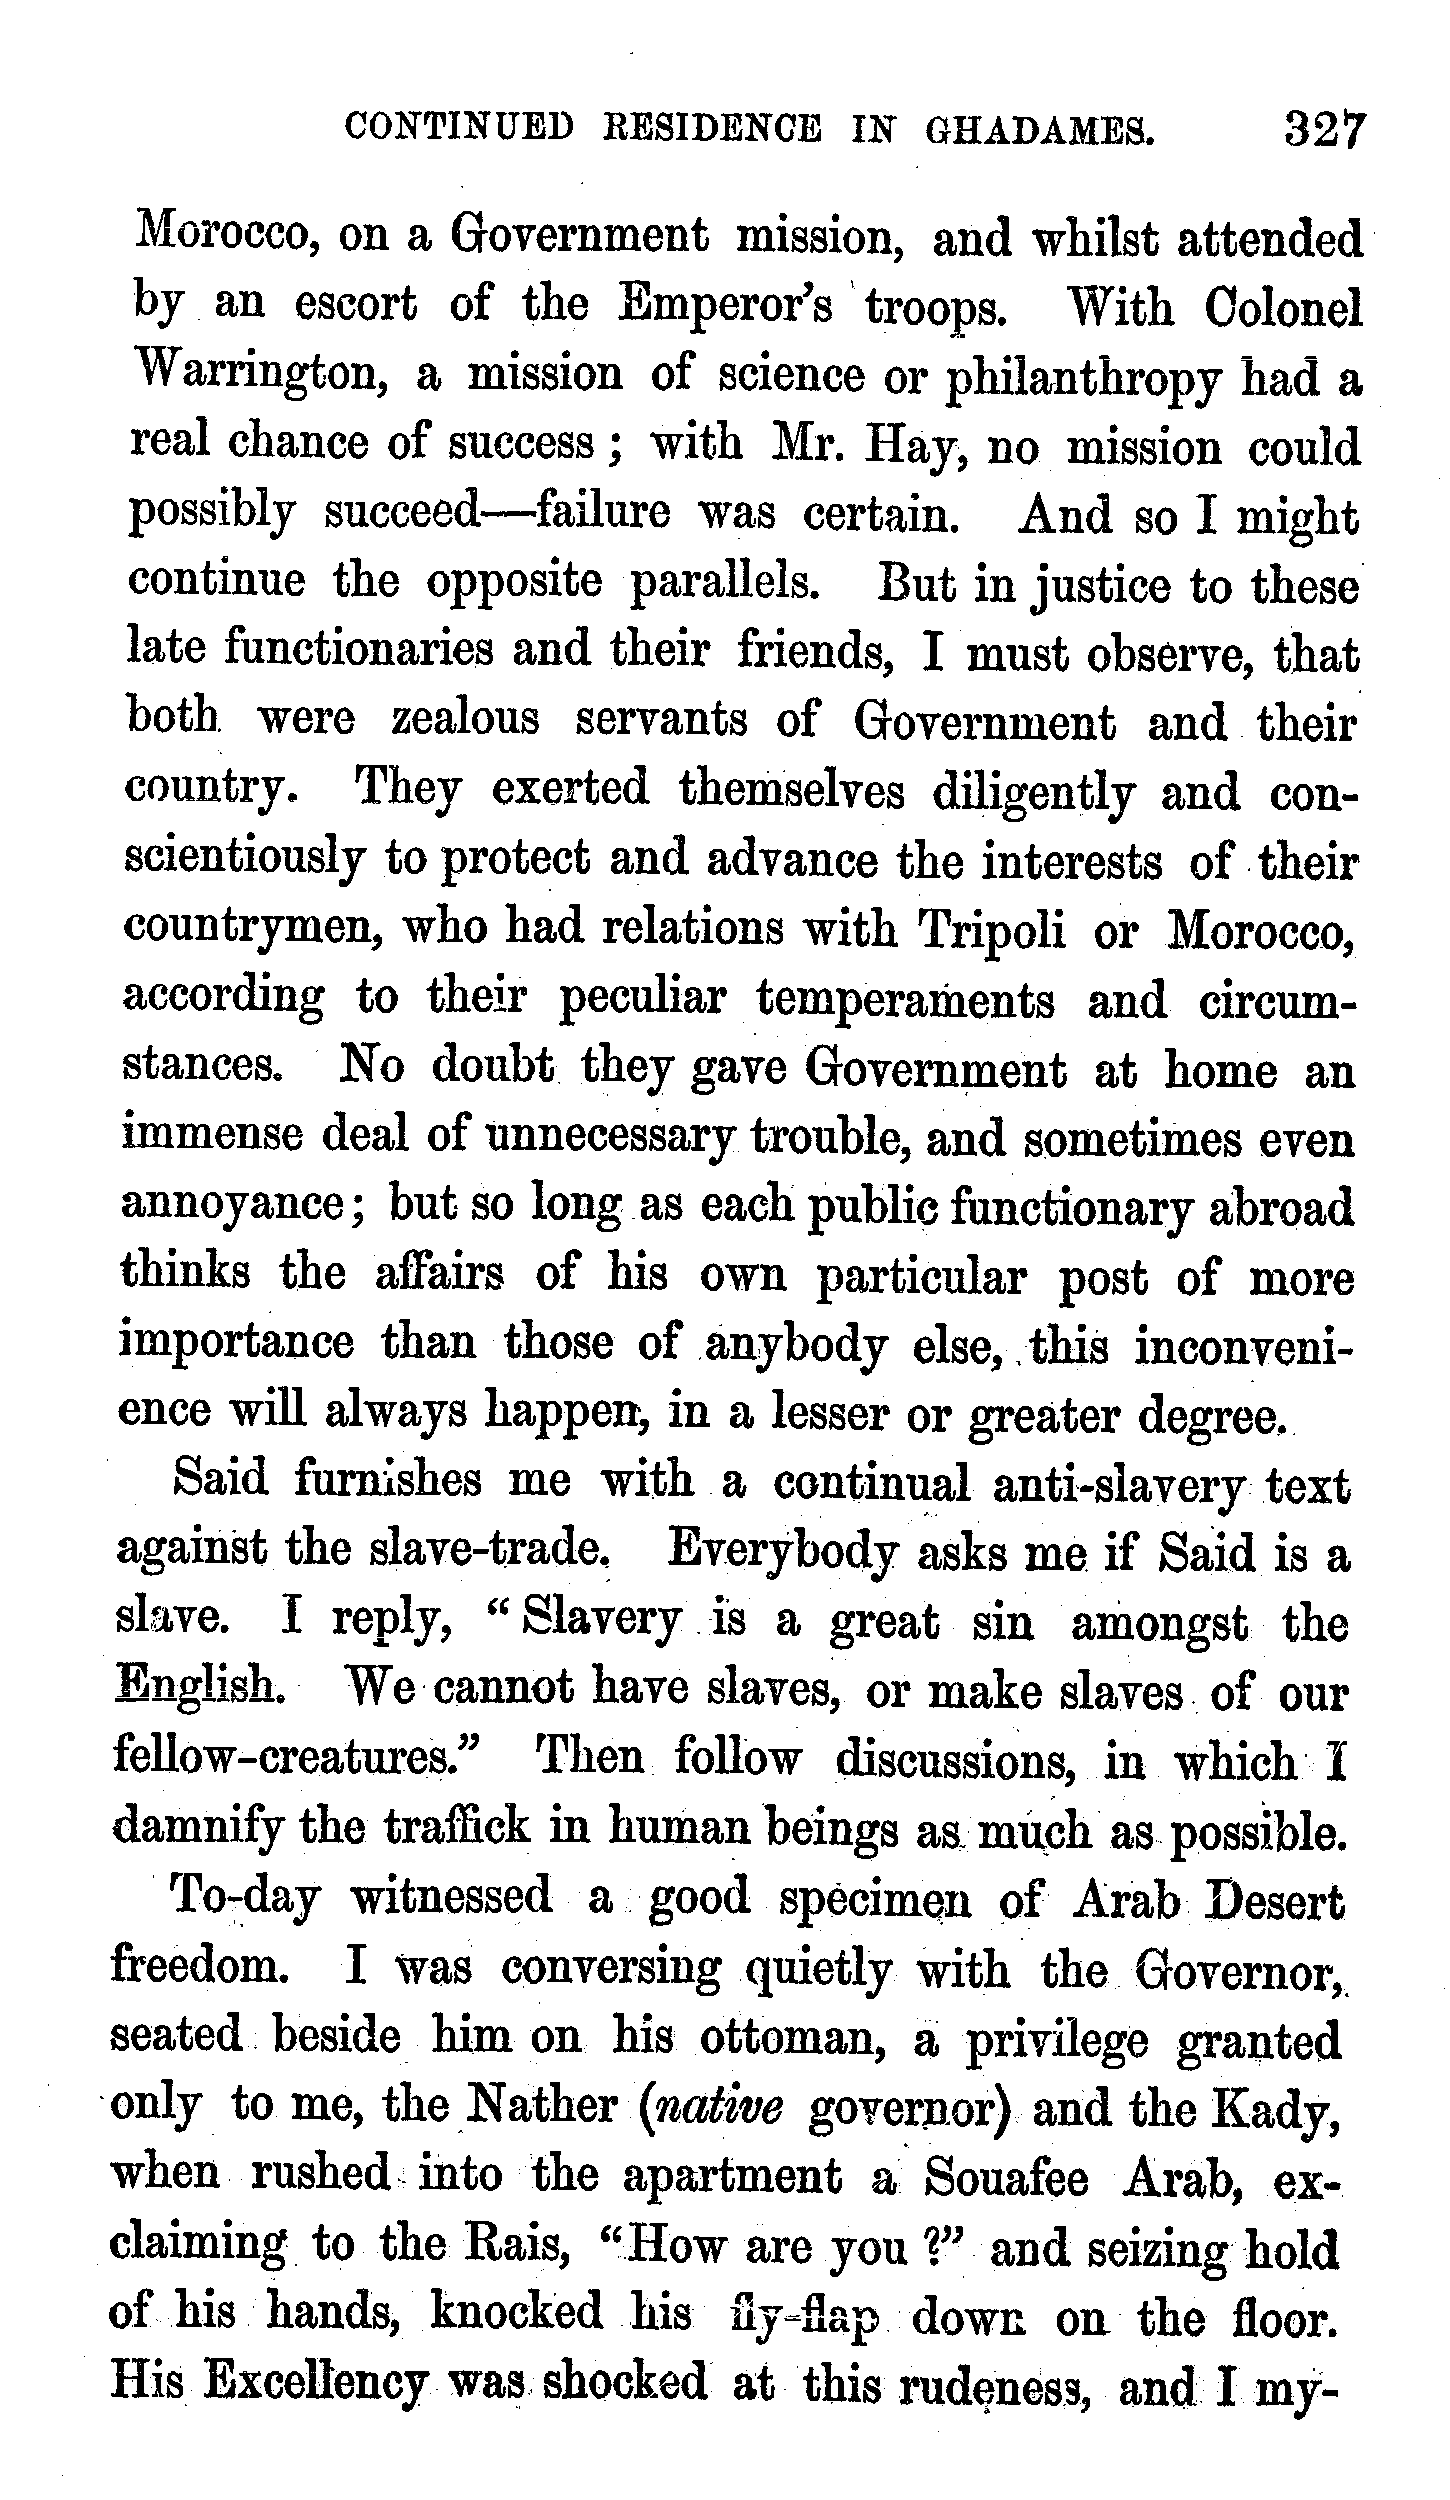 CONTINUED RESIDENCE IN GHADAMES. 327
Morocco, on a Government mission, and whilst attended
by an escort of the Emperor's troops. With Colonel
Warrington, a mission of science or philanthropy had a
real chance of success; with Mr. Hay, no mission could
possibly succeed—failure was certain. And so I might
continue the opposite parallels. But in justice to these
late functionaries and their friends, I must observe, that
both were zealous servants of Government and their
country. They exerted themselves diligently and con-
scientiously to protect and advance the interests of their
countrymen, who had relations with Tripoli or Morocco,
according to their peculiar temperaments and circum-
stances. No doubt they gave Government at home an
immense deal of unnecessary trouble, and sometimes even
annoyance; but so long as each public functionary abroad
thinks the affairs of his own particular post of more
importance than those of anybody else, this inconveni-
ence will always happen, in a lesser or greater degree.
Said furnishes me with a continual anti-slavery text
against the slave-trade. Everybody asks me if Said is a
slave. I reply, "Slavery is a great sin amongst the
English. We cannot have slaves, or make slaves of our
fellow-creatures." Then follow discussions, in which I
damnify the traffick in human beings as much as possible.
To-day witnessed a good specimen of Arab Desert
freedom. I was conversing quietly with the Governor,
seated beside him on his ottoman, a privilege granted
only to me, the Nather (native governor) and the Kady,
when rushed into the apartment a Souafee Arab, ex-
claiming to the Rais, "How are you?" and seizing hold
of his hands, knocked his fly-flap down on the floor.
His Excellency was shocked at this rudeness, and I my-